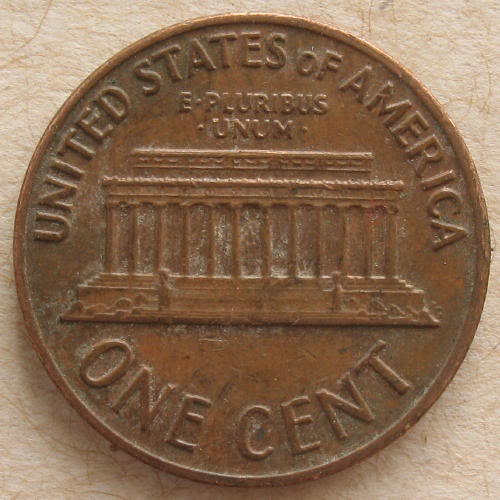 UNITED STATES OF AMERICA
E·PLURIBUS
·UNUM·
ONE CENT